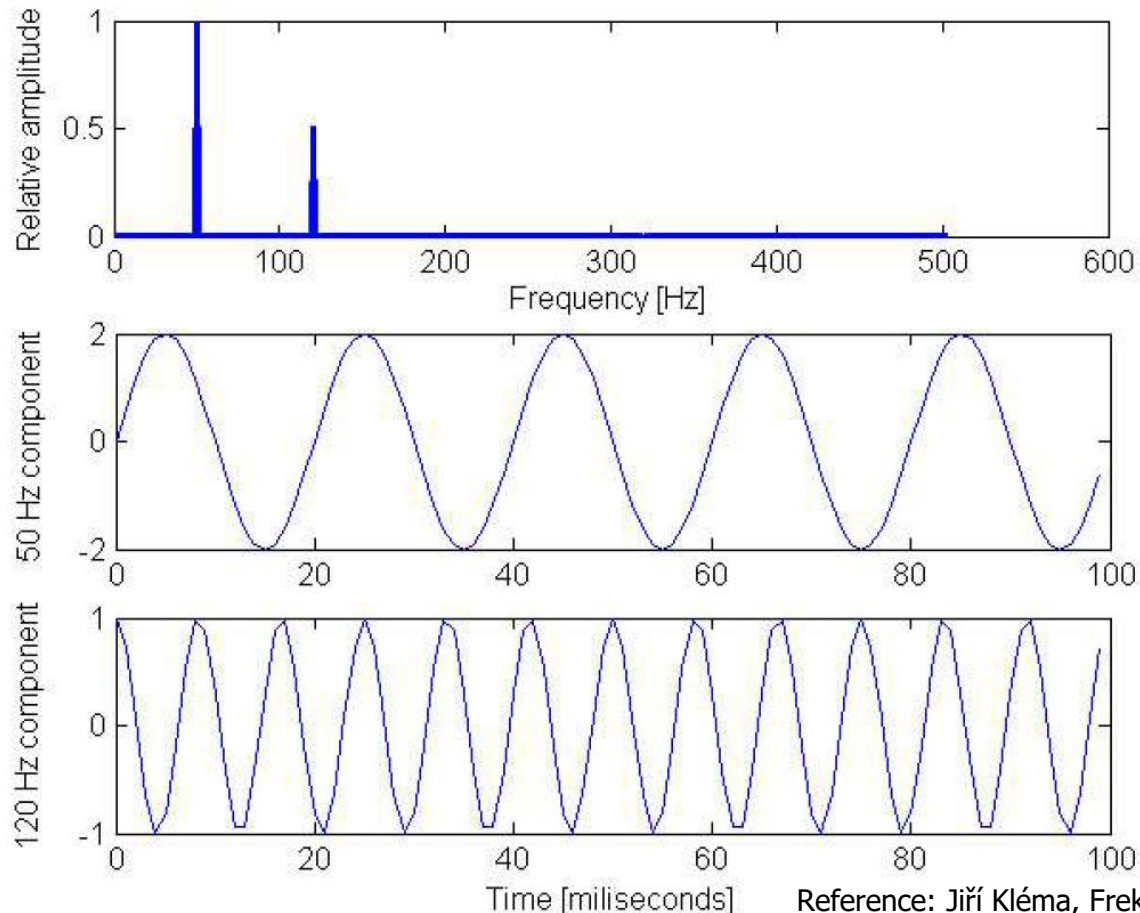 Relative amplitude
1
0.5
0
0 100 200 300 400 500 600
Frequency [Hz]
50 Hz component
2
0
-2
0 20 40 60 80 100
120 Hz component
1
0
-1
0 20 40 60 80 100
Time [miliseconds]
Reference: Jiří Kléma, Frek